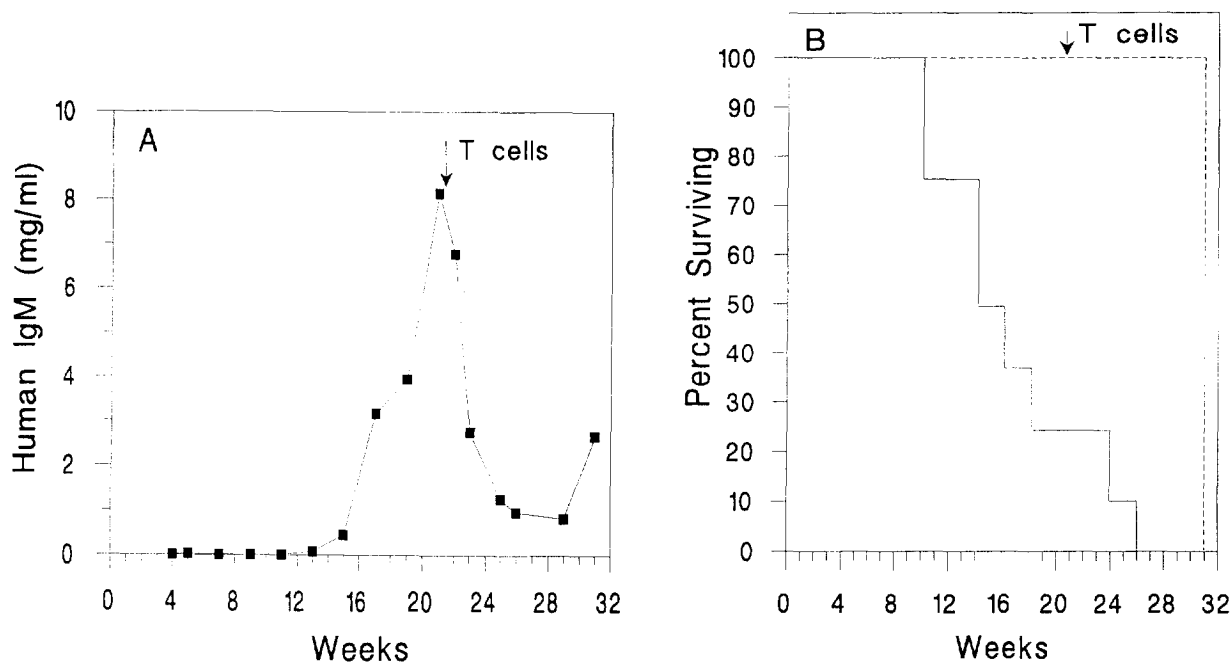 A
T cells
Human IgM (mg/ml)
10
8
6
4
2
0
0 4 8 12 16 20 24 28 32
Weeks
B
T cells
Percent Surviving
100
90
80
70
60
50
40
30
20
10
0
0 4 8 12 16 20 24 28 32
Weeks